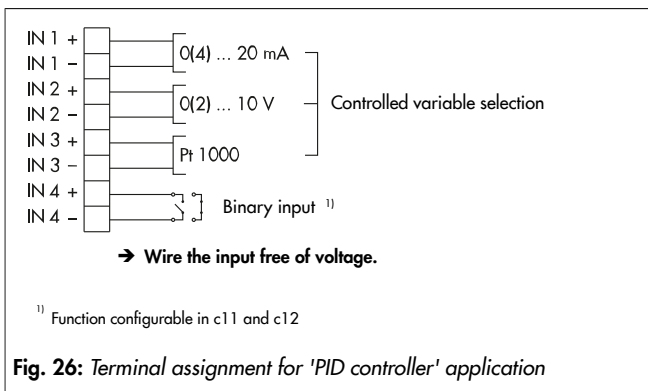 IN 1 +
IN 1 –
0(4) ... 20 mA
IN 2 +
IN 2 –
0(2) ... 10 V
Controlled variable selection
IN 3 +
IN 3 –
Pt 1000
IN 4 +
IN 4 –
Binary input 1)
➔ Wire the input free of voltage.
1) Function configurable in c11 and c12
Fig. 26: Terminal assignment for 'PID controller' application